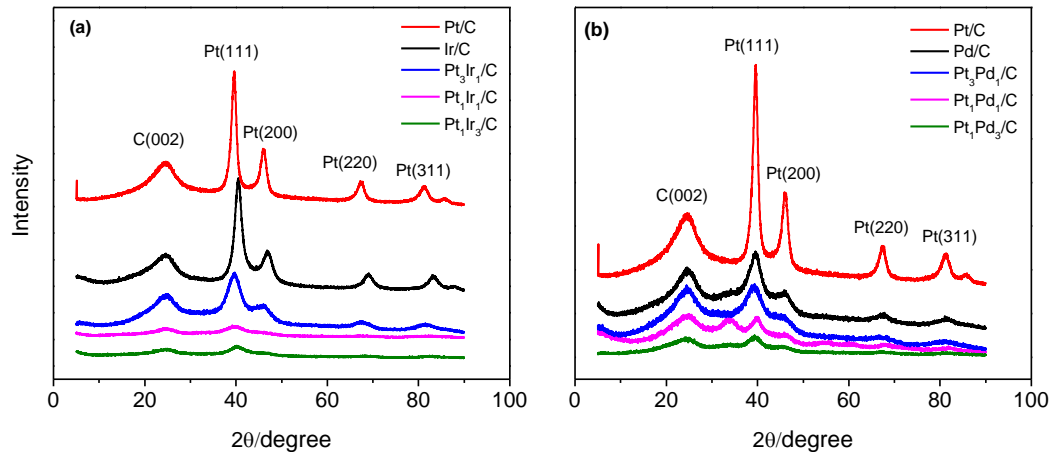 (a)
Pt/C
Ir/C
Pt₃Ir₁/C
Pt₁Ir₁/C
Pt₁Ir₃/C
Pt(111)
C(002)
Pt(200)
Pt(220)
Pt(311)
Intensity
0 20 40 60 80 100
2θ/degree
(b)
Pt/C
Pd/C
Pt₃Pd₁/C
Pt₁Pd₁/C
Pt₁Pd₃/C
Pt(111)
C(002)
Pt(200)
Pt(220)
Pt(311)
0 20 40 60 80 100
2θ/degree